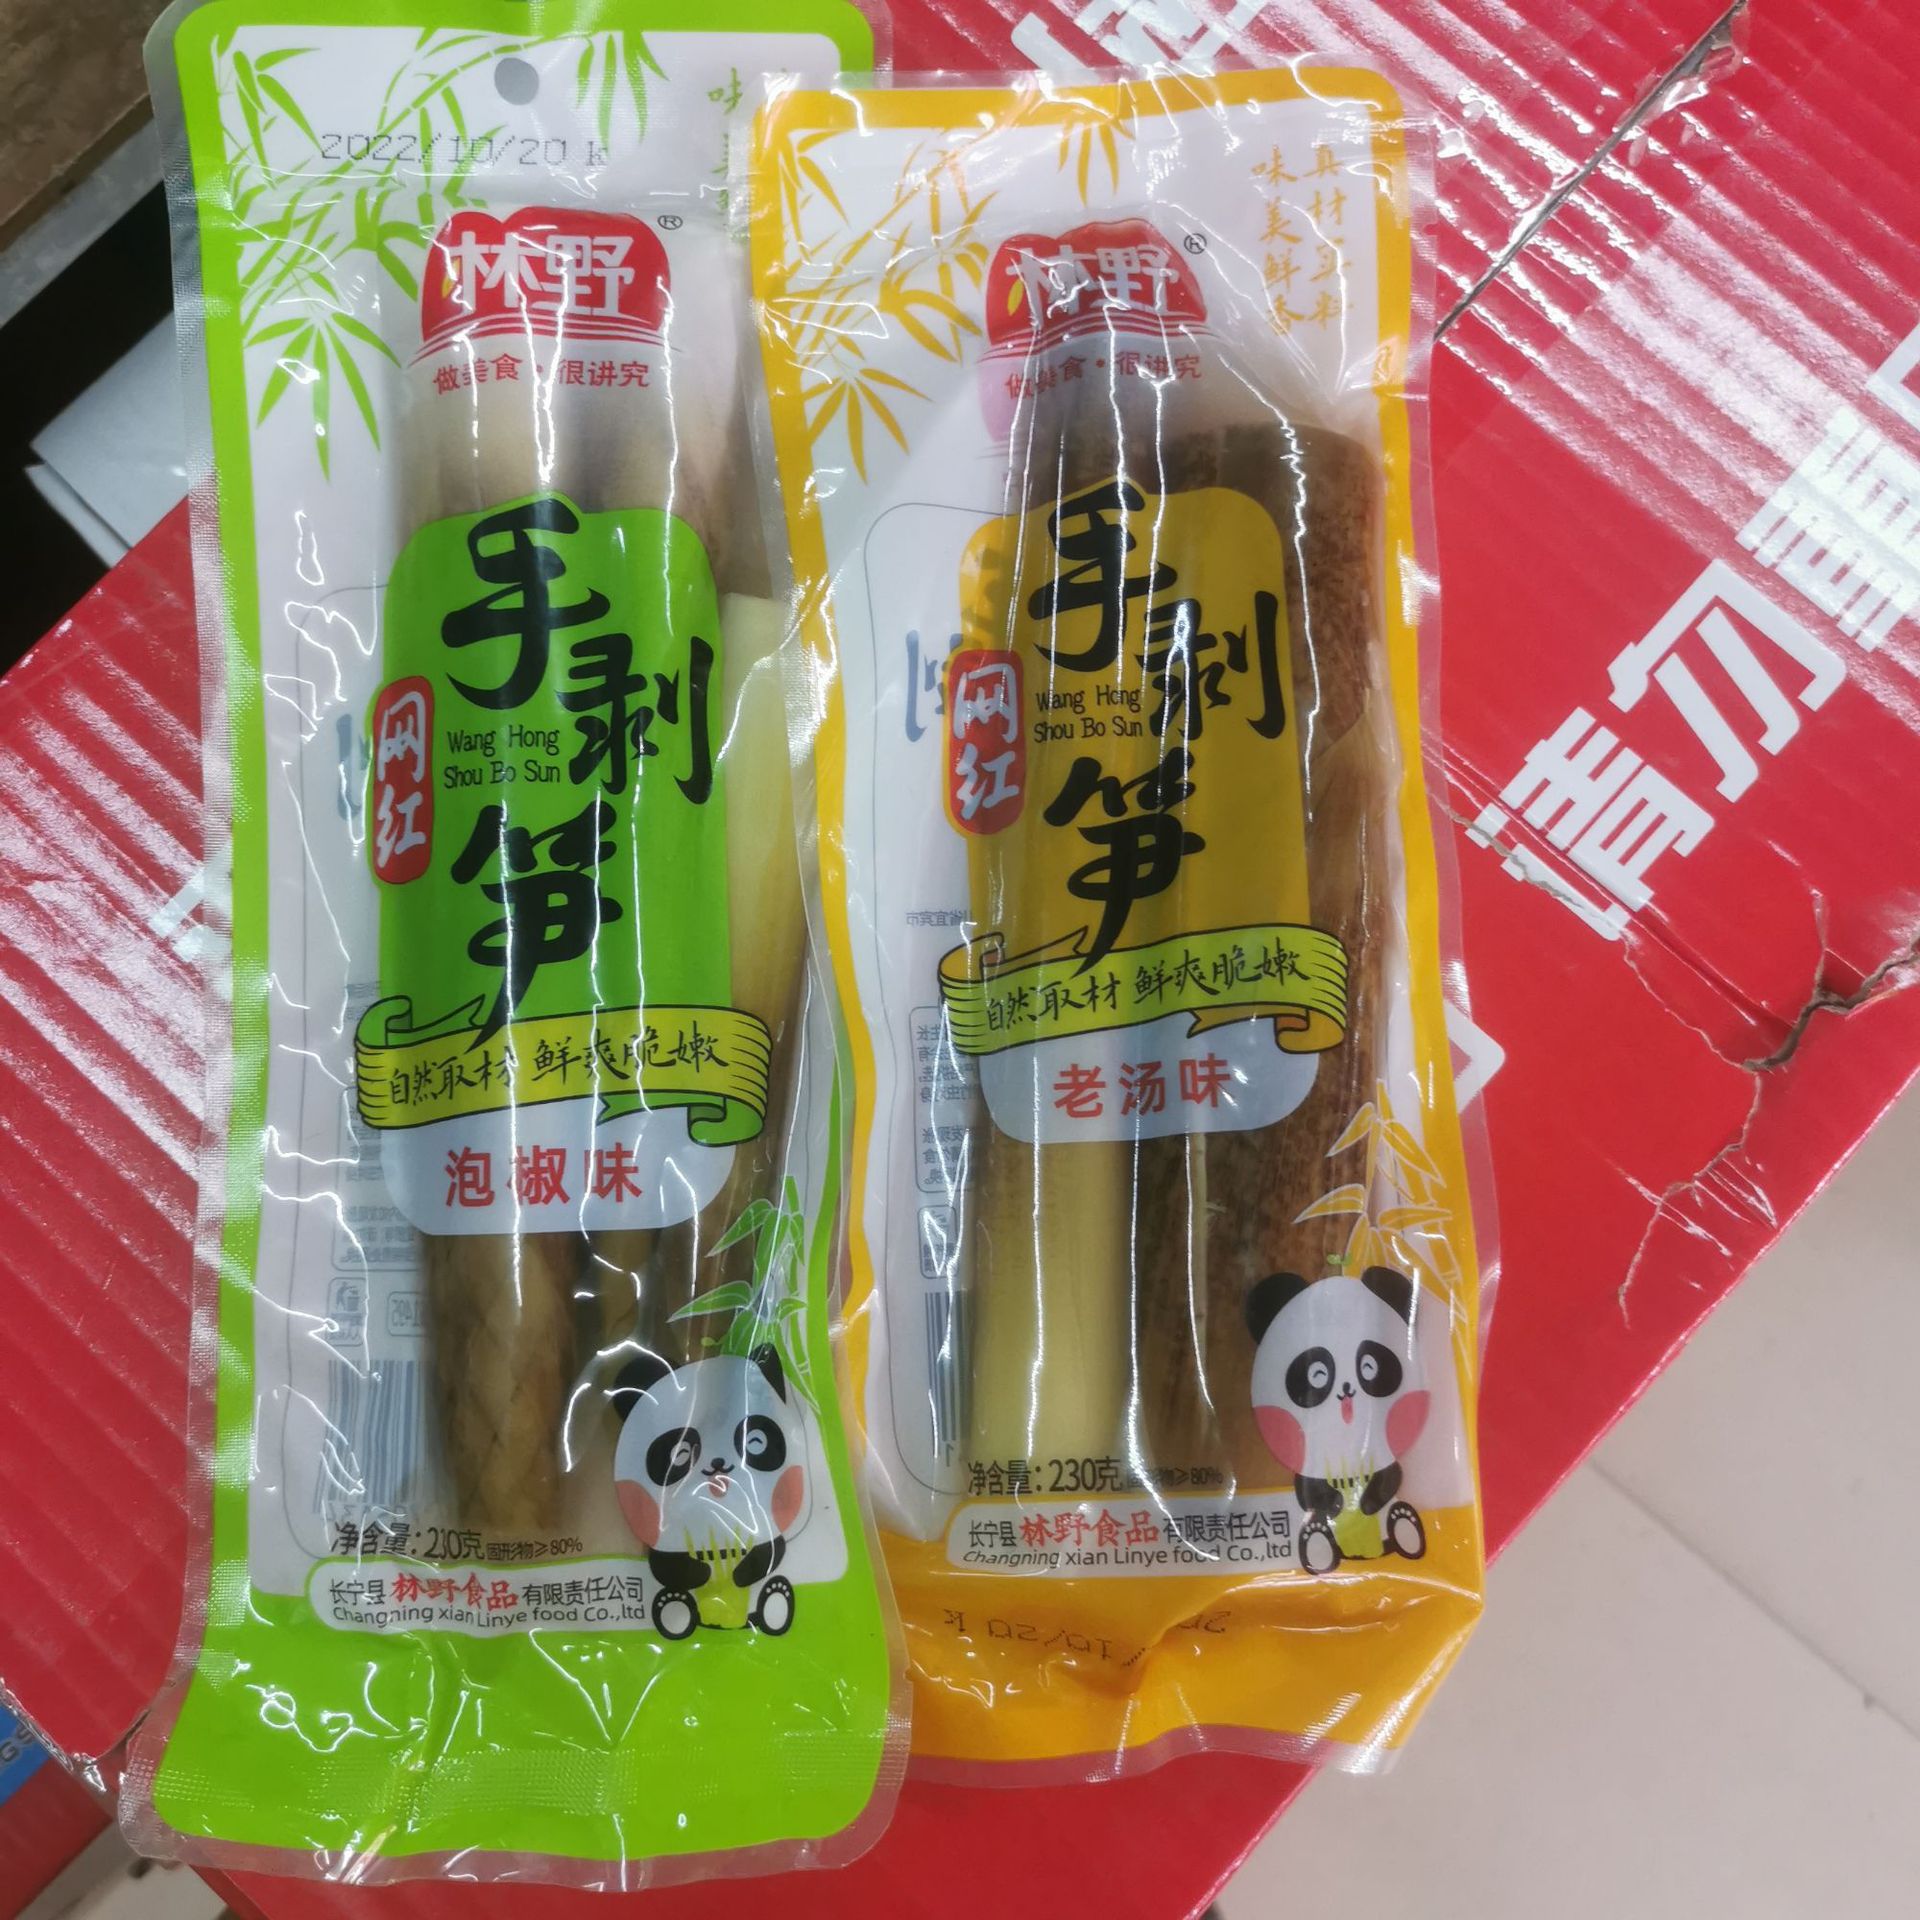 2022/10/20 K
林野®
做美食·很讲究
手剥笋
网红
Wang Hong
Shou Bo Sun
自然取材 鲜爽脆嫩
泡椒味
净含量：230克 固形物≥80%
长宁县林野食品有限责任公司
Changning xian Linye food Co.,ltd
真材实料
味美鲜香
林野®
做美食·很讲究
手剥笋
网红
Wang Hong
Shou Bo Sun
自然取材 鲜爽脆嫩
老汤味
净含量：230克 固形物≥80%
长宁县林野食品有限责任公司
Changning xian Linye food Co.,ltd
10/20 K
请勿重